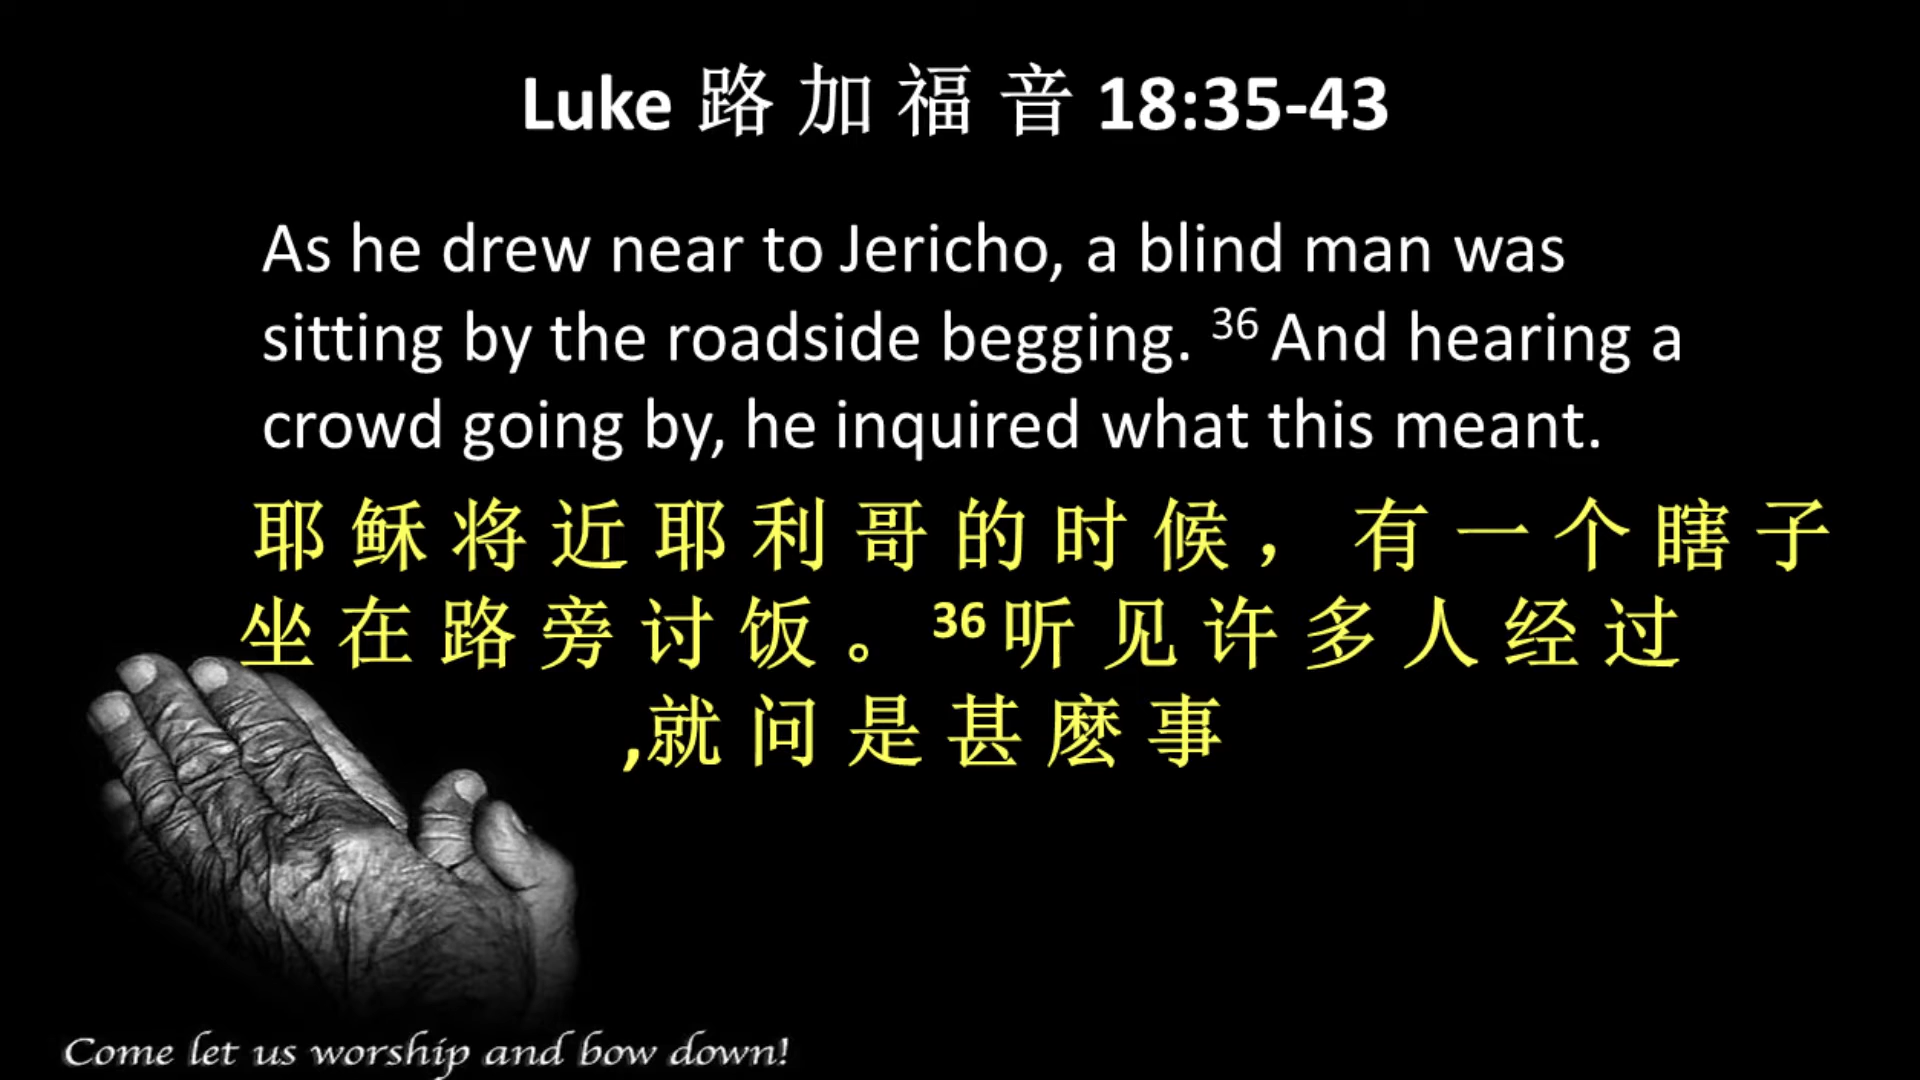 Luke 路 加 福 音 18:35-43
As he drew near to Jericho, a blind man was
sitting by the roadside begging. 36 And hearing a
crowd going by, he inquired what this meant.
耶 稣 将 近 耶 利 哥 的 时 候 ， 有 一 个 瞎 子
坐 在 路 旁 讨 饭 。 36 听 见 许 多 人 经 过
,就 问 是 甚 麽 事
Come let us worship and bow down!